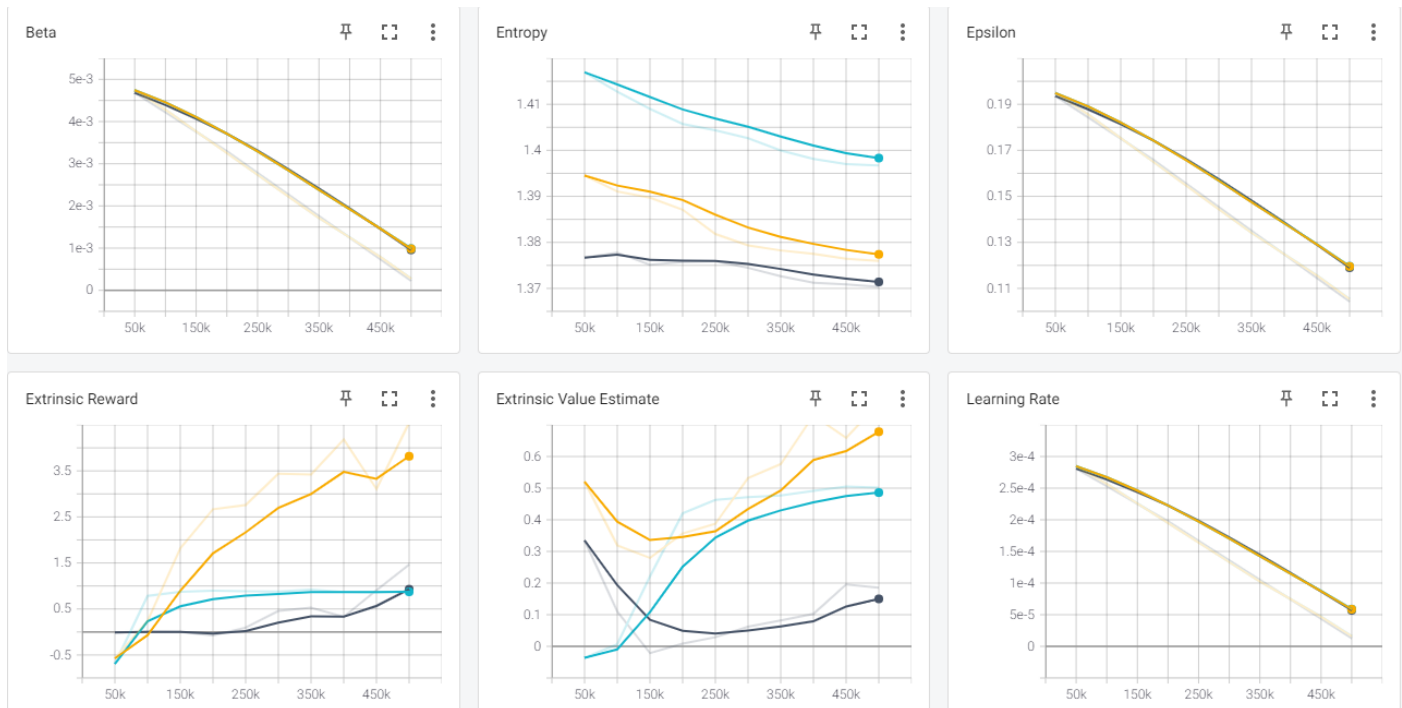 Beta
5e-3
4e-3
3e-3
2e-3
1e-3
0
50k 150k 250k 350k 450k
Entropy
1.41
1.4
1.39
1.38
1.37
50k 150k 250k 350k 450k
Epsilon
0.19
0.17
0.15
0.13
0.11
50k 150k 250k 350k 450k
Extrinsic Reward
3.5
2.5
1.5
0.5
-0.5
50k 150k 250k 350k 450k
Extrinsic Value Estimate
0.6
0.5
0.4
0.3
0.2
0.1
0
50k 150k 250k 350k 450k
Learning Rate
3e-4
2.5e-4
2e-4
1.5e-4
1e-4
5e-5
0
50k 150k 250k 350k 450k